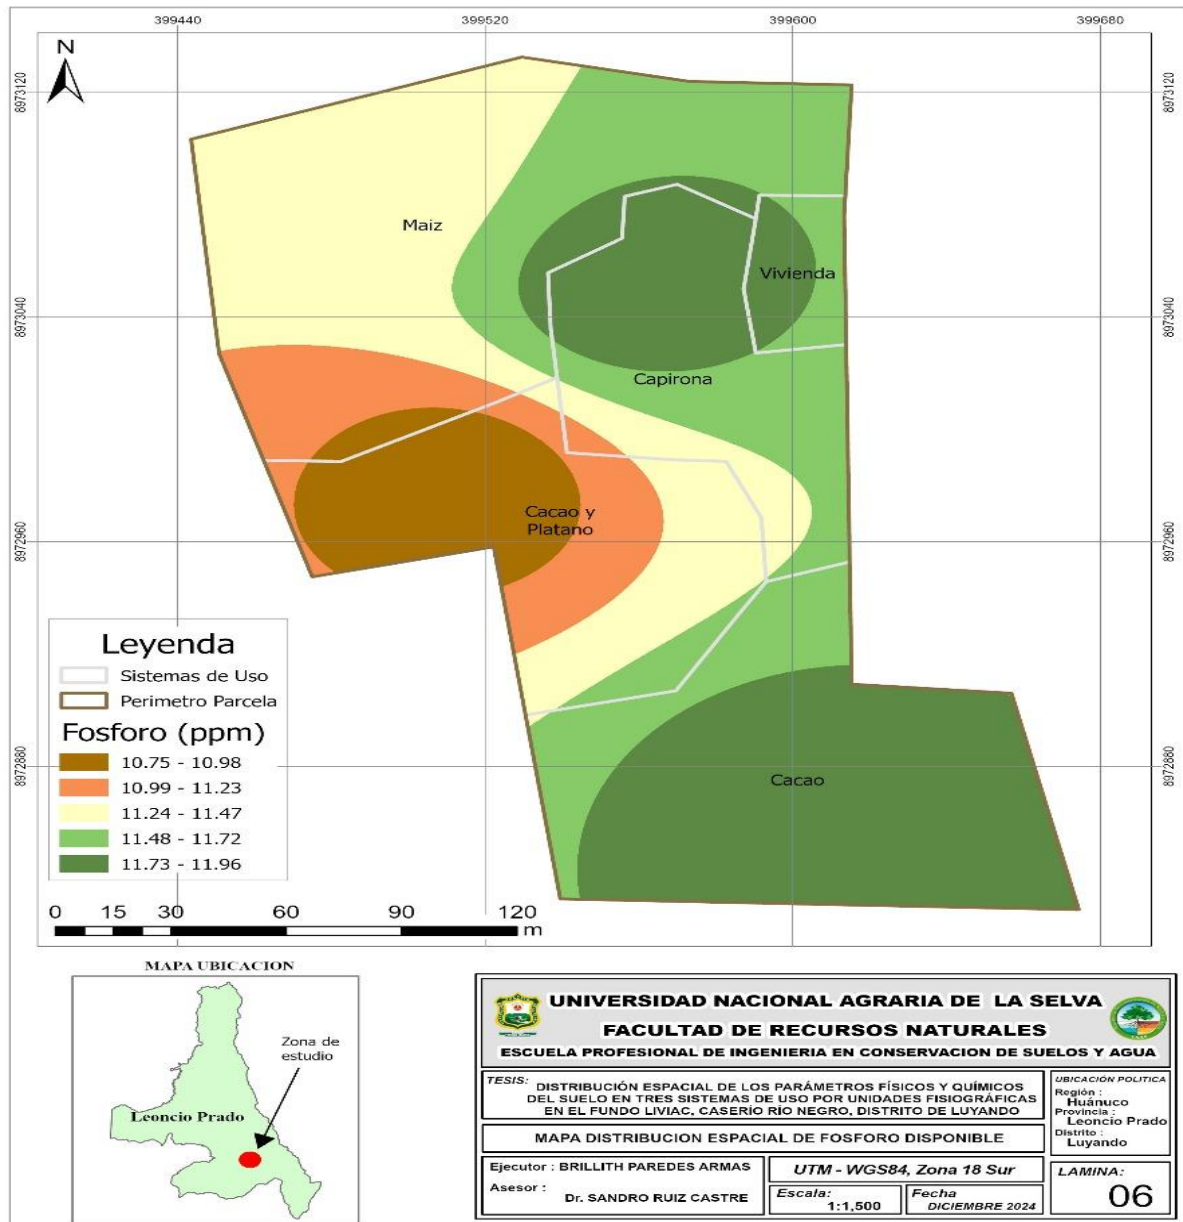 399440
399520
399600
399680
N
8973120
8973120
Maiz
Vivienda
8973040
8973040
Capirona
Cacao y
Platano
8972960
8972960
Leyenda
Sistemas de Uso
Perimetro Parcela
Fosforo (ppm)
10.75 - 10.98
10.99 - 11.23
11.24 - 11.47
11.48 - 11.72
11.73 - 11.96
8972880
8972880
Cacao
0 15 30 60 90 120
m
MAPA UBICACION
Zona de
estudio
Leoncio Prado
UNIVERSIDAD NACIONAL AGRARIA DE LA SELVA
FACULTAD DE RECURSOS NATURALES
ESCUELA PROFESIONAL DE INGENIERIA EN CONSERVACION DE SUELOS Y AGUA
TESIS: DISTRIBUCIÓN ESPACIAL DE LOS PARÁMETROS FÍSICOS Y QUÍMICOS
DEL SUELO EN TRES SISTEMAS DE USO POR UNIDADES FISIOGRÁFICAS
EN EL FUNDO LIVIAC, CASERÍO RÍO NEGRO, DISTRITO DE LUYANDO
UBICACIÓN POLITICA
Región :
Huánuco
Provincia :
Leoncio Prado
Distrito :
Luyando
MAPA DISTRIBUCION ESPACIAL DE FOSFORO DISPONIBLE
Ejecutor : BRILLITH PAREDES ARMAS
Asesor :
Dr. SANDRO RUIZ CASTRE
UTM - WGS84, Zona 18 Sur
Escala:
1:1,500
Fecha
DICIEMBRE 2024
LAMINA:
06